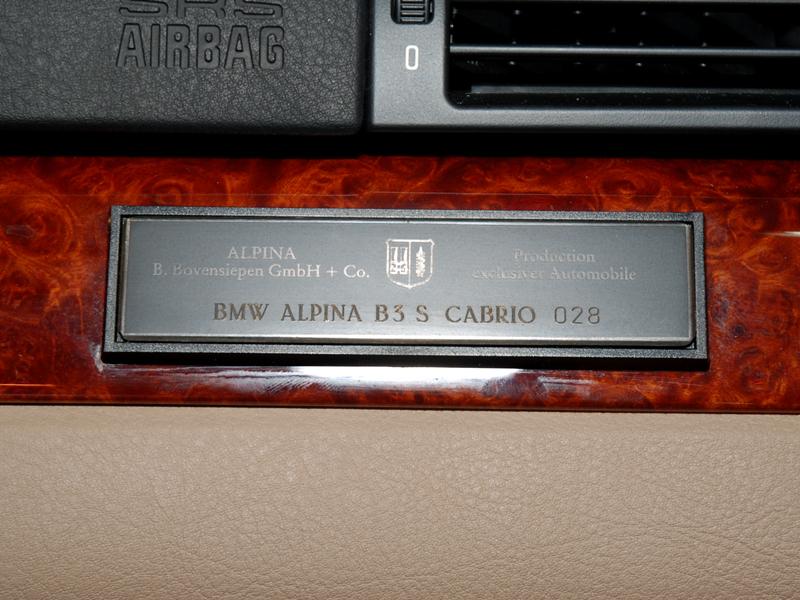 SRS
AIRBAG
0
ALPINA
B. Bovensiepen GmbH + Co.
Production
exclusiver Automobile
BMW ALPINA B3 S CABRIO 028